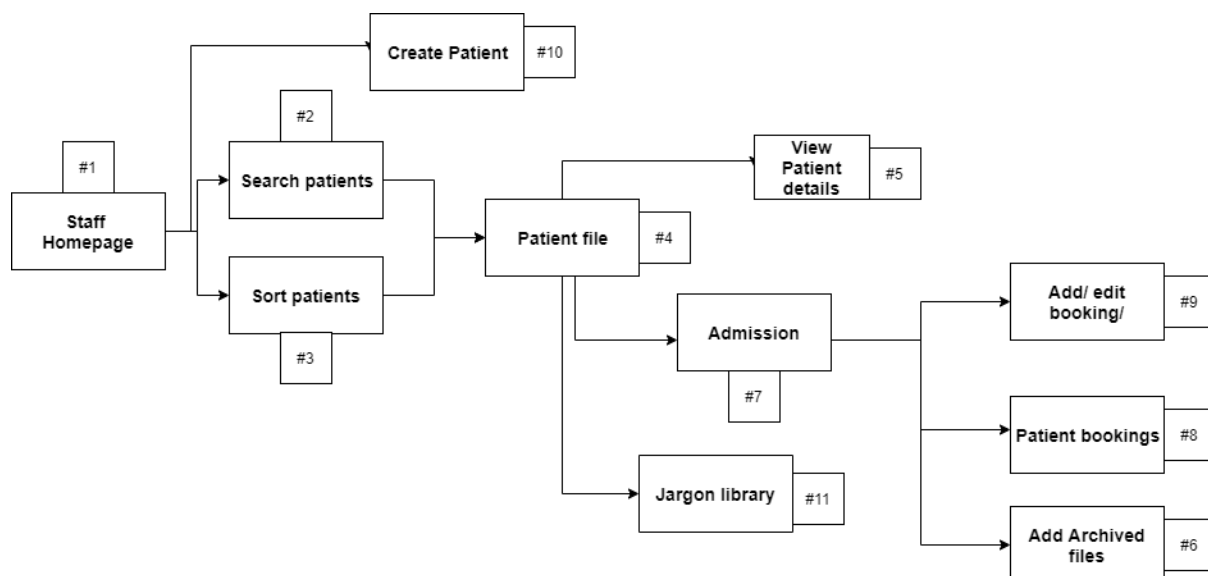 Create Patient
#10
#2
#1
Search patients
View
Patient
details
#5
Staff
Homepage
Patient file
#4
Sort patients
#3
Add/ edit
booking/
#9
Admission
#7
Patient bookings
#8
Jargon library
#11
Add Archived
files
#6